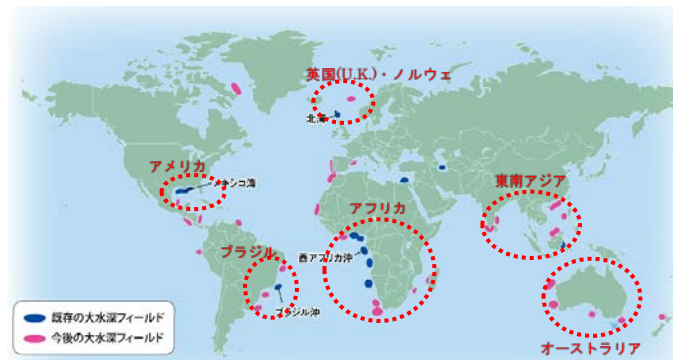 英国(U.K.)・ノルウェ
北海
アメリカ
メキシコ湾
東南アジア
アフリカ
西アフリカ沖
ブラジル
ブラジル沖
既存の大水深フィールド
今後の大水深フィールド
オーストラリア